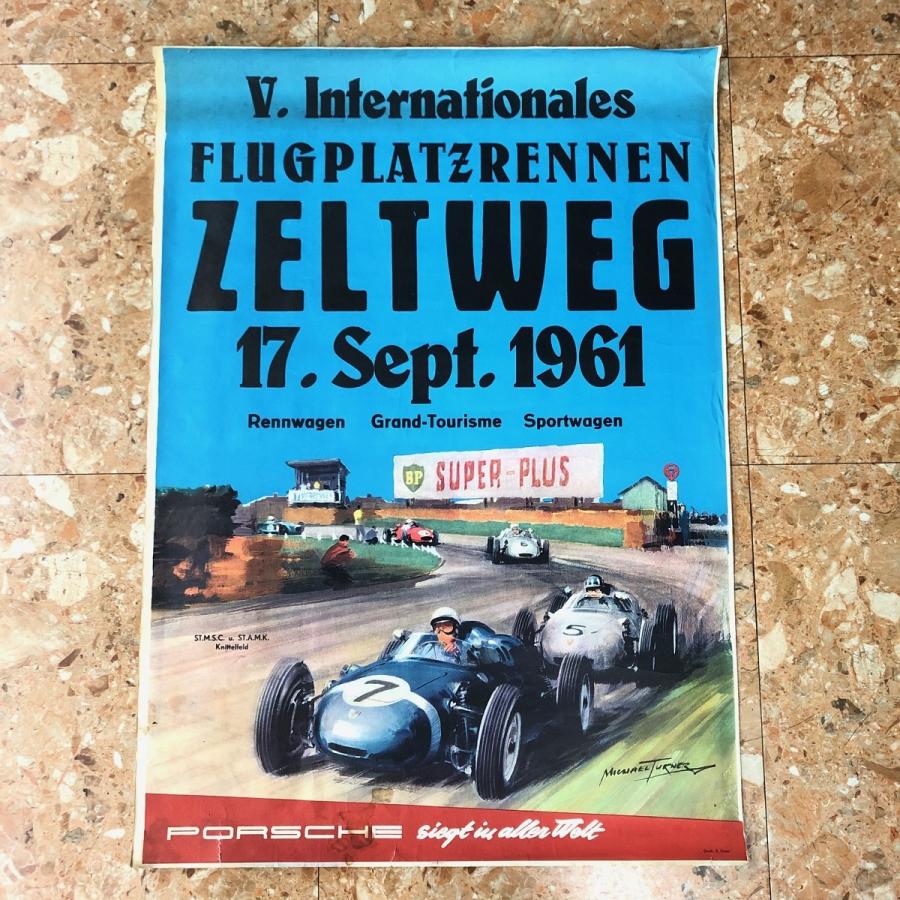 V. Internationales
FLUGPLATZRENNEN
ZELTWEG
17. Sept. 1961
Rennwagen Grand-Tourisme Sportwagen
BP SUPER-PLUS
5
ST.M.S.C. u. ST.A.M.K.
Knittelfeld
7
MICHAEL TURNER
PORSCHE siegt in aller Welt